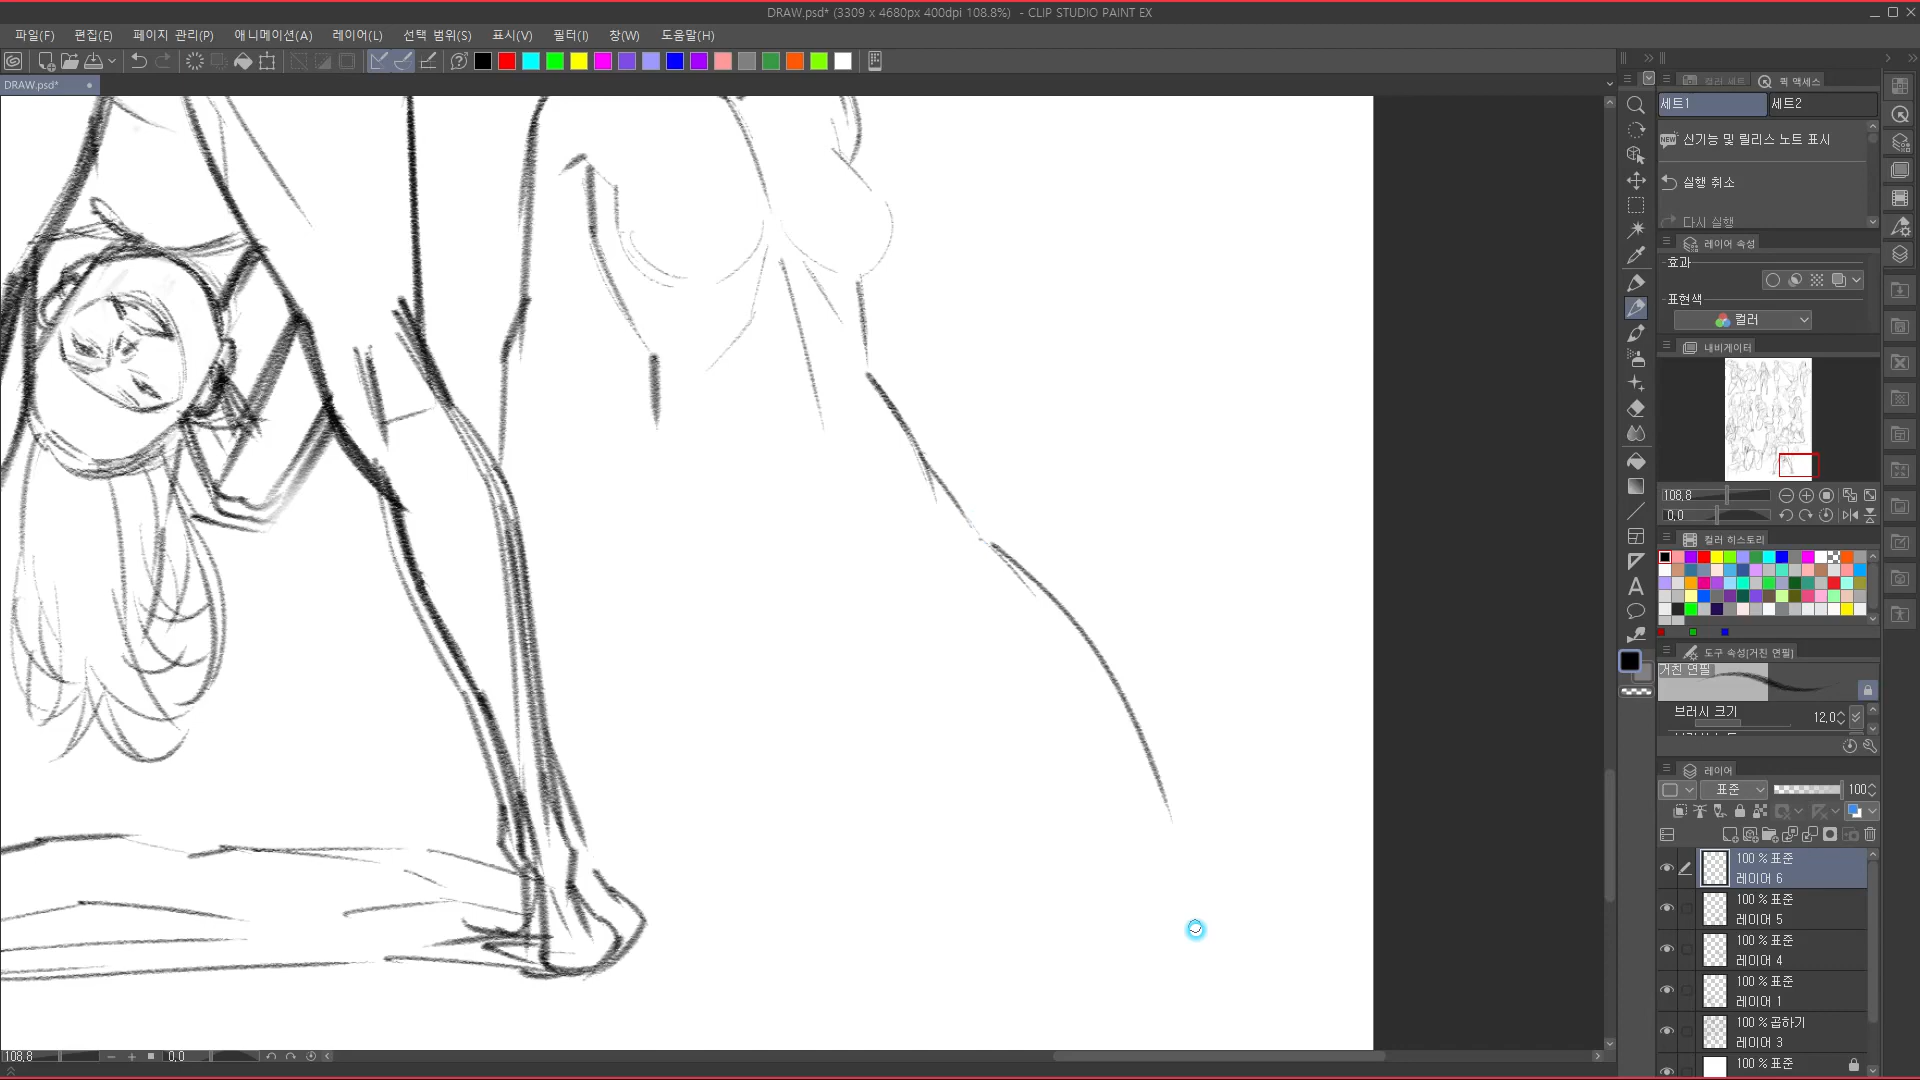 DRAW.psd* (3309 x 4680px 400dpi 108.8%) - CLIP STUDIO PAINT EX
파일(F) 편집(E) 페이지 관리(P) 애니메이션(A) 레이어(L) 선택 범위(S) 표시(V) 필터(I) 창(W) 도움말(H)
DRAW.psd*
컬러 세트 퀵 액세스
세트1 세트2
신기능 및 릴리스 노트 표시
실행 취소
다시 실행
레이어 속성
효과
표현색
컬러
내비게이터
108.8
0.0
컬러 히스토리
도구 속성(거친 연필)
거친 연필
브러시 크기 12.0
레이어
표준 100
100 % 표준
레이어 6
100 % 표준
레이어 5
100 % 표준
레이어 4
100 % 표준
레이어 1
100 % 곱하기
레이어 3
100 % 표준
108.8 0.0